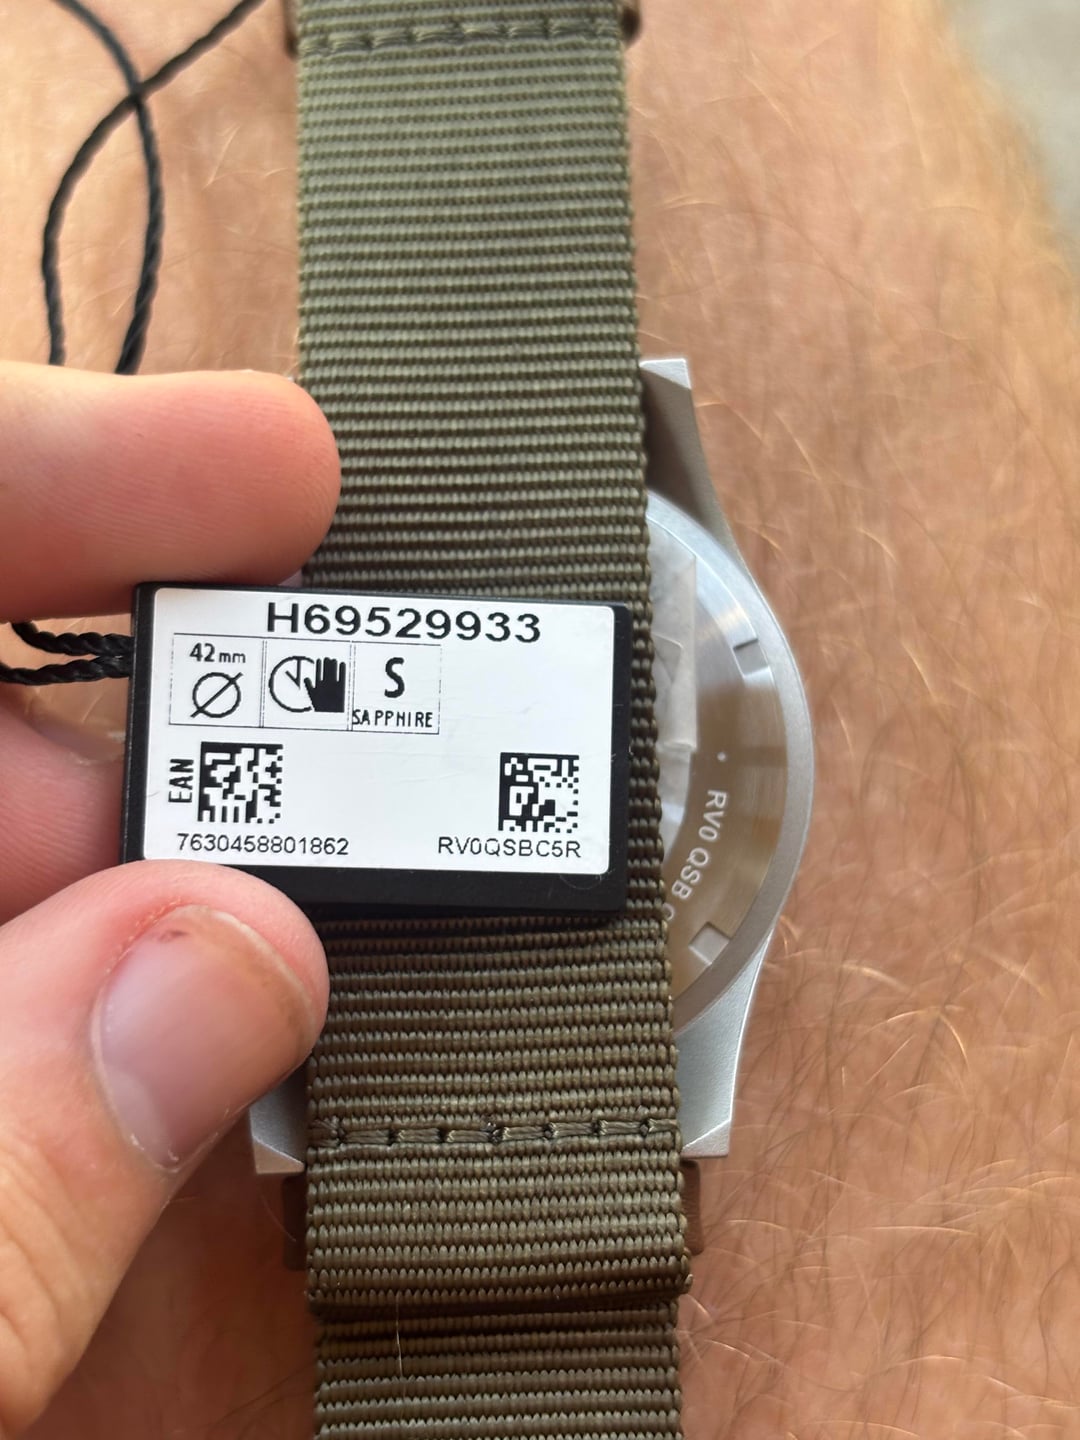 H69529933
42mm
S
SAPPHIRE
EAN
7630458801862
RV0QSBC5R
RV0 QSB